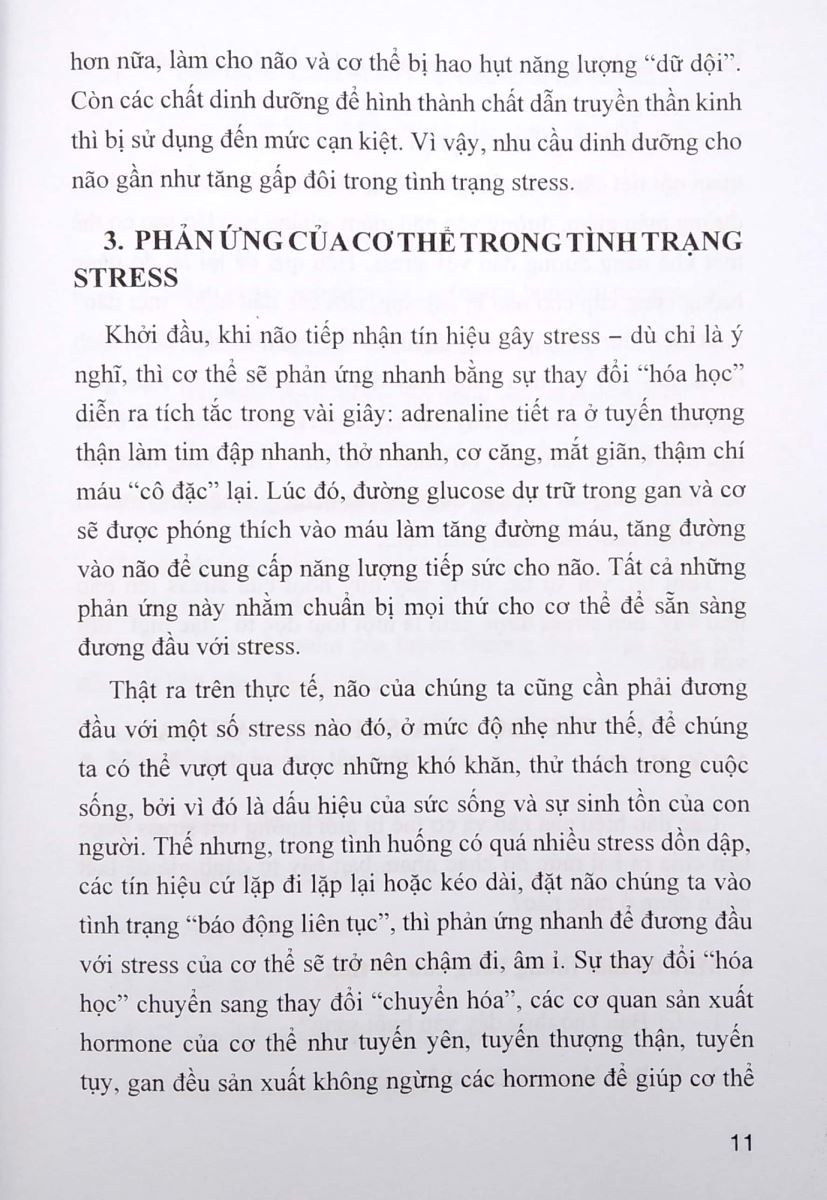 hơn nữa, làm cho não và cơ thể bị hao hụt năng lượng “dữ dội”.
Còn các chất dinh dưỡng để hình thành chất dẫn truyền thần kinh
thì bị sử dụng đến mức cạn kiệt. Vì vậy, nhu cầu dinh dưỡng cho
não gần như tăng gấp đôi trong tình trạng stress.
3. PHẢN ỨNG CỦA CƠ THỂ TRONG TÌNH TRẠNG
STRESS
Khởi đầu, khi não tiếp nhận tín hiệu gây stress – dù chỉ là ý
nghĩ, thì cơ thể sẽ phản ứng nhanh bằng sự thay đổi “hóa học”
diễn ra tích tắc trong vài giây: adrenaline tiết ra ở tuyến thượng
thận làm tim đập nhanh, thở nhanh, cơ căng, mắt giãn, thậm chí
máu “cô đặc” lại. Lúc đó, đường glucose dự trữ trong gan và cơ
sẽ được phóng thích vào máu làm tăng đường máu, tăng đường
vào não để cung cấp năng lượng tiếp sức cho não. Tất cả những
phản ứng này nhằm chuẩn bị mọi thứ cho cơ thể để sẵn sàng
đương đầu với stress.
Thật ra trên thực tế, não của chúng ta cũng cần phải đương
đầu với một số stress nào đó, ở mức độ nhẹ như thế, để chúng
ta có thể vượt qua được những khó khăn, thử thách trong cuộc
sống, bởi vì đó là dấu hiệu của sức sống và sự sinh tồn của con
người. Thế nhưng, trong tình huống có quá nhiều stress dồn dập,
các tín hiệu cứ lặp đi lặp lại hoặc kéo dài, đặt não chúng ta vào
tình trạng “báo động liên tục”, thì phản ứng nhanh để đương đầu
với stress của cơ thể sẽ trở nên chậm đi, âm ỉ. Sự thay đổi “hóa
học” chuyển sang thay đổi “chuyển hóa”, các cơ quan sản xuất
hormone của cơ thể như tuyến yên, tuyến thượng thận, tuyến
tụy, gan đều sản xuất không ngừng các hormone để giúp cơ thể
11